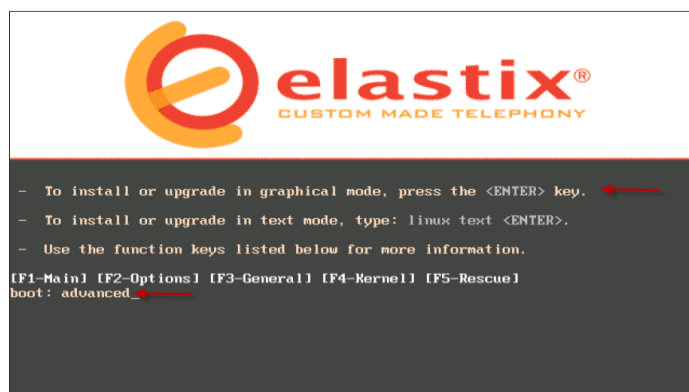 elastix®
CUSTOM MADE TELEPHONY
- To install or upgrade in graphical mode, press the <ENTER> key.
- To install or upgrade in text mode, type: linux text <ENTER>.
- Use the function keys listed below for more information.
[F1-Main] [F2-Options] [F3-General] [F4-Kernel] [F5-Rescue]
boot: advanced_